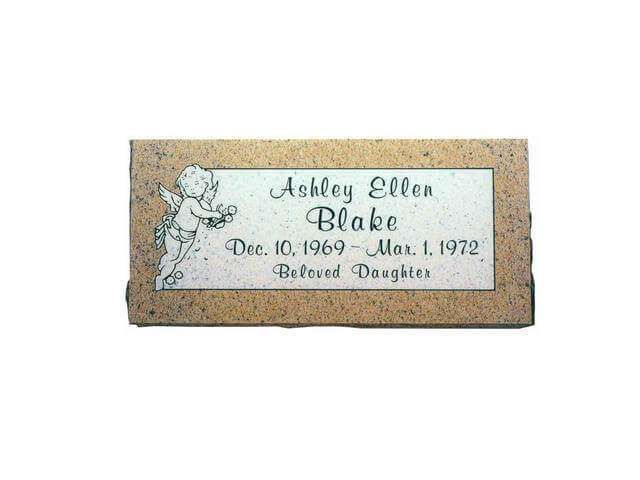 Ashley Ellen
Blake
Dec. 10, 1969 - Mar. 1, 1972
Beloved Daughter